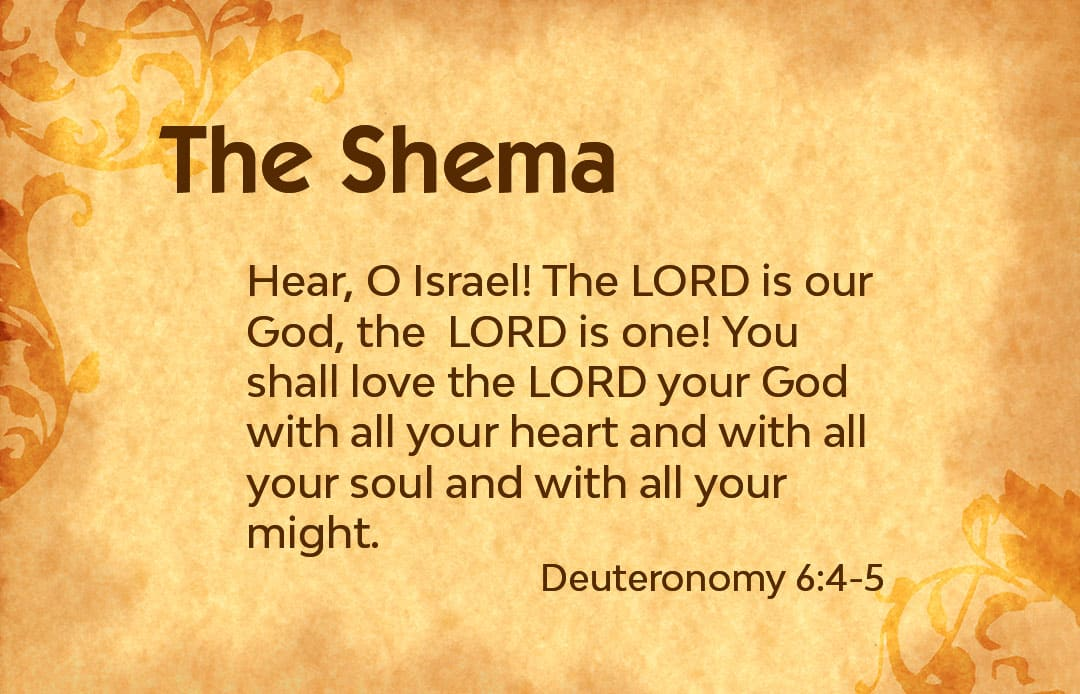 The Shema
Hear, O Israel! The LORD is our
God, the  LORD is one! You
shall love the LORD your God
with all your heart and with all
your soul and with all your
might.
Deuteronomy 6:4-5